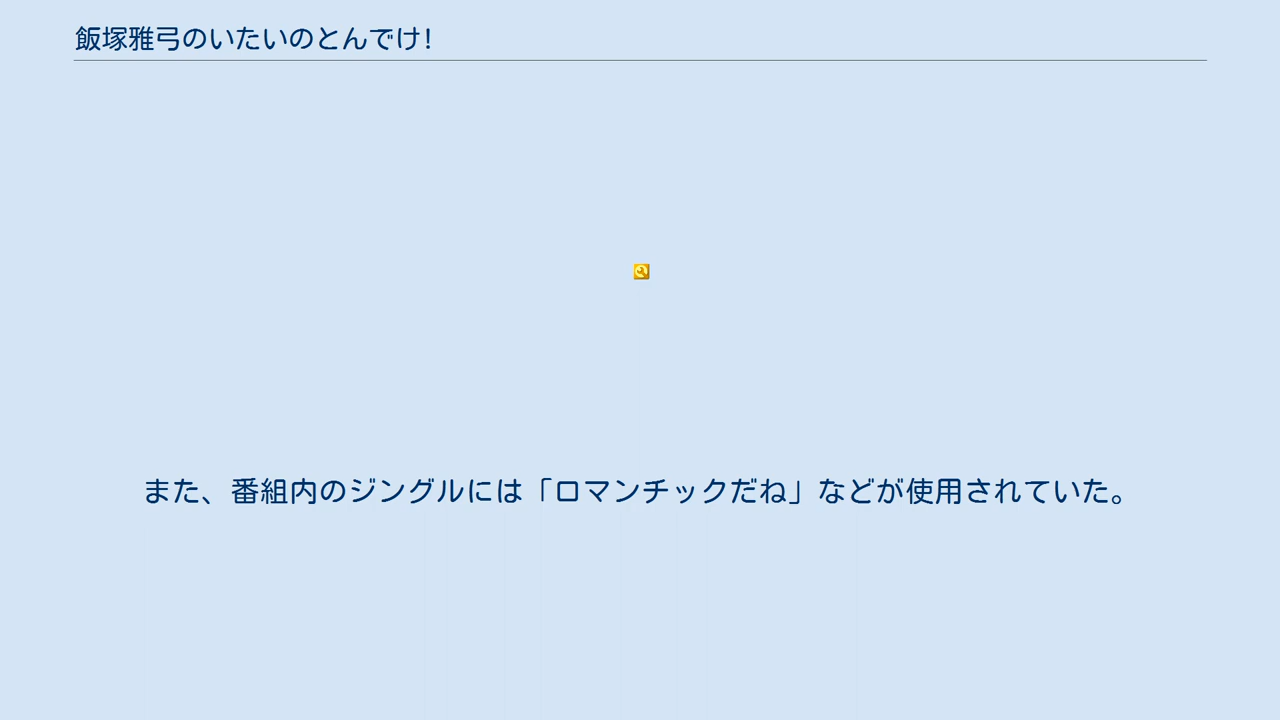 飯塚雅弓のいたいのとんでけ!
また、番組内のジングルには「ロマンチックだね」などが使用されていた。